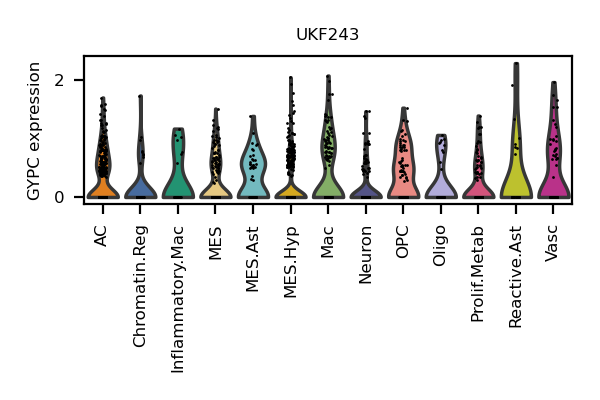 UKF243
GYPC expression
2
0
AC
Chromatin.Reg
Inflammatory.Mac
MES
MES.Ast
MES.Hyp
Mac
Neuron
OPC
Oligo
Prolif.Metab
Reactive.Ast
Vasc